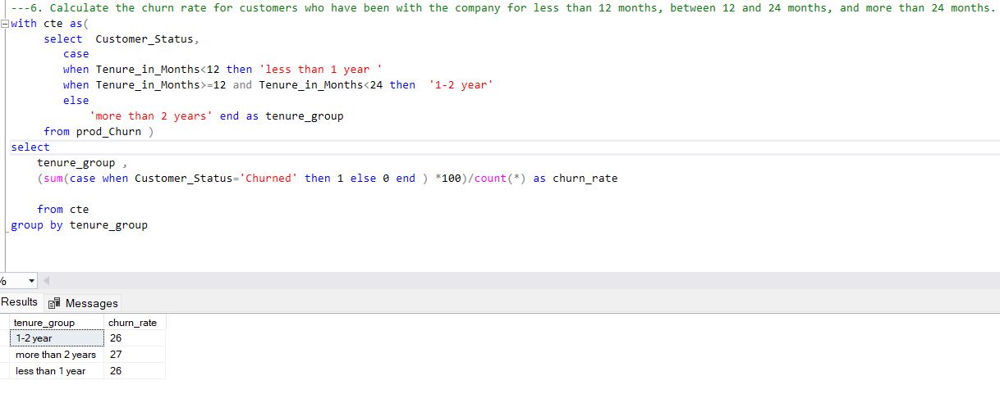 ---6. Calculate the churn rate for customers who have been with the company for less than 12 months, between 12 and 24 months, and more than 24 months.
with cte as(
select Customer_Status,
case
when Tenure_in_Months<12 then 'less than 1 year '
when Tenure_in_Months>=12 and Tenure_in_Months<24 then '1-2 year'
else
'more than 2 years' end as tenure_group
from prod_Churn )
select
tenure_group ,
(sum(case when Customer_Status='Churned' then 1 else 0 end ) *100)/count(*) as churn_rate
from cte
group by tenure_group
%
Results Messages
tenure_group churn_rate
1-2 year 26
more than 2 years 27
less than 1 year 26